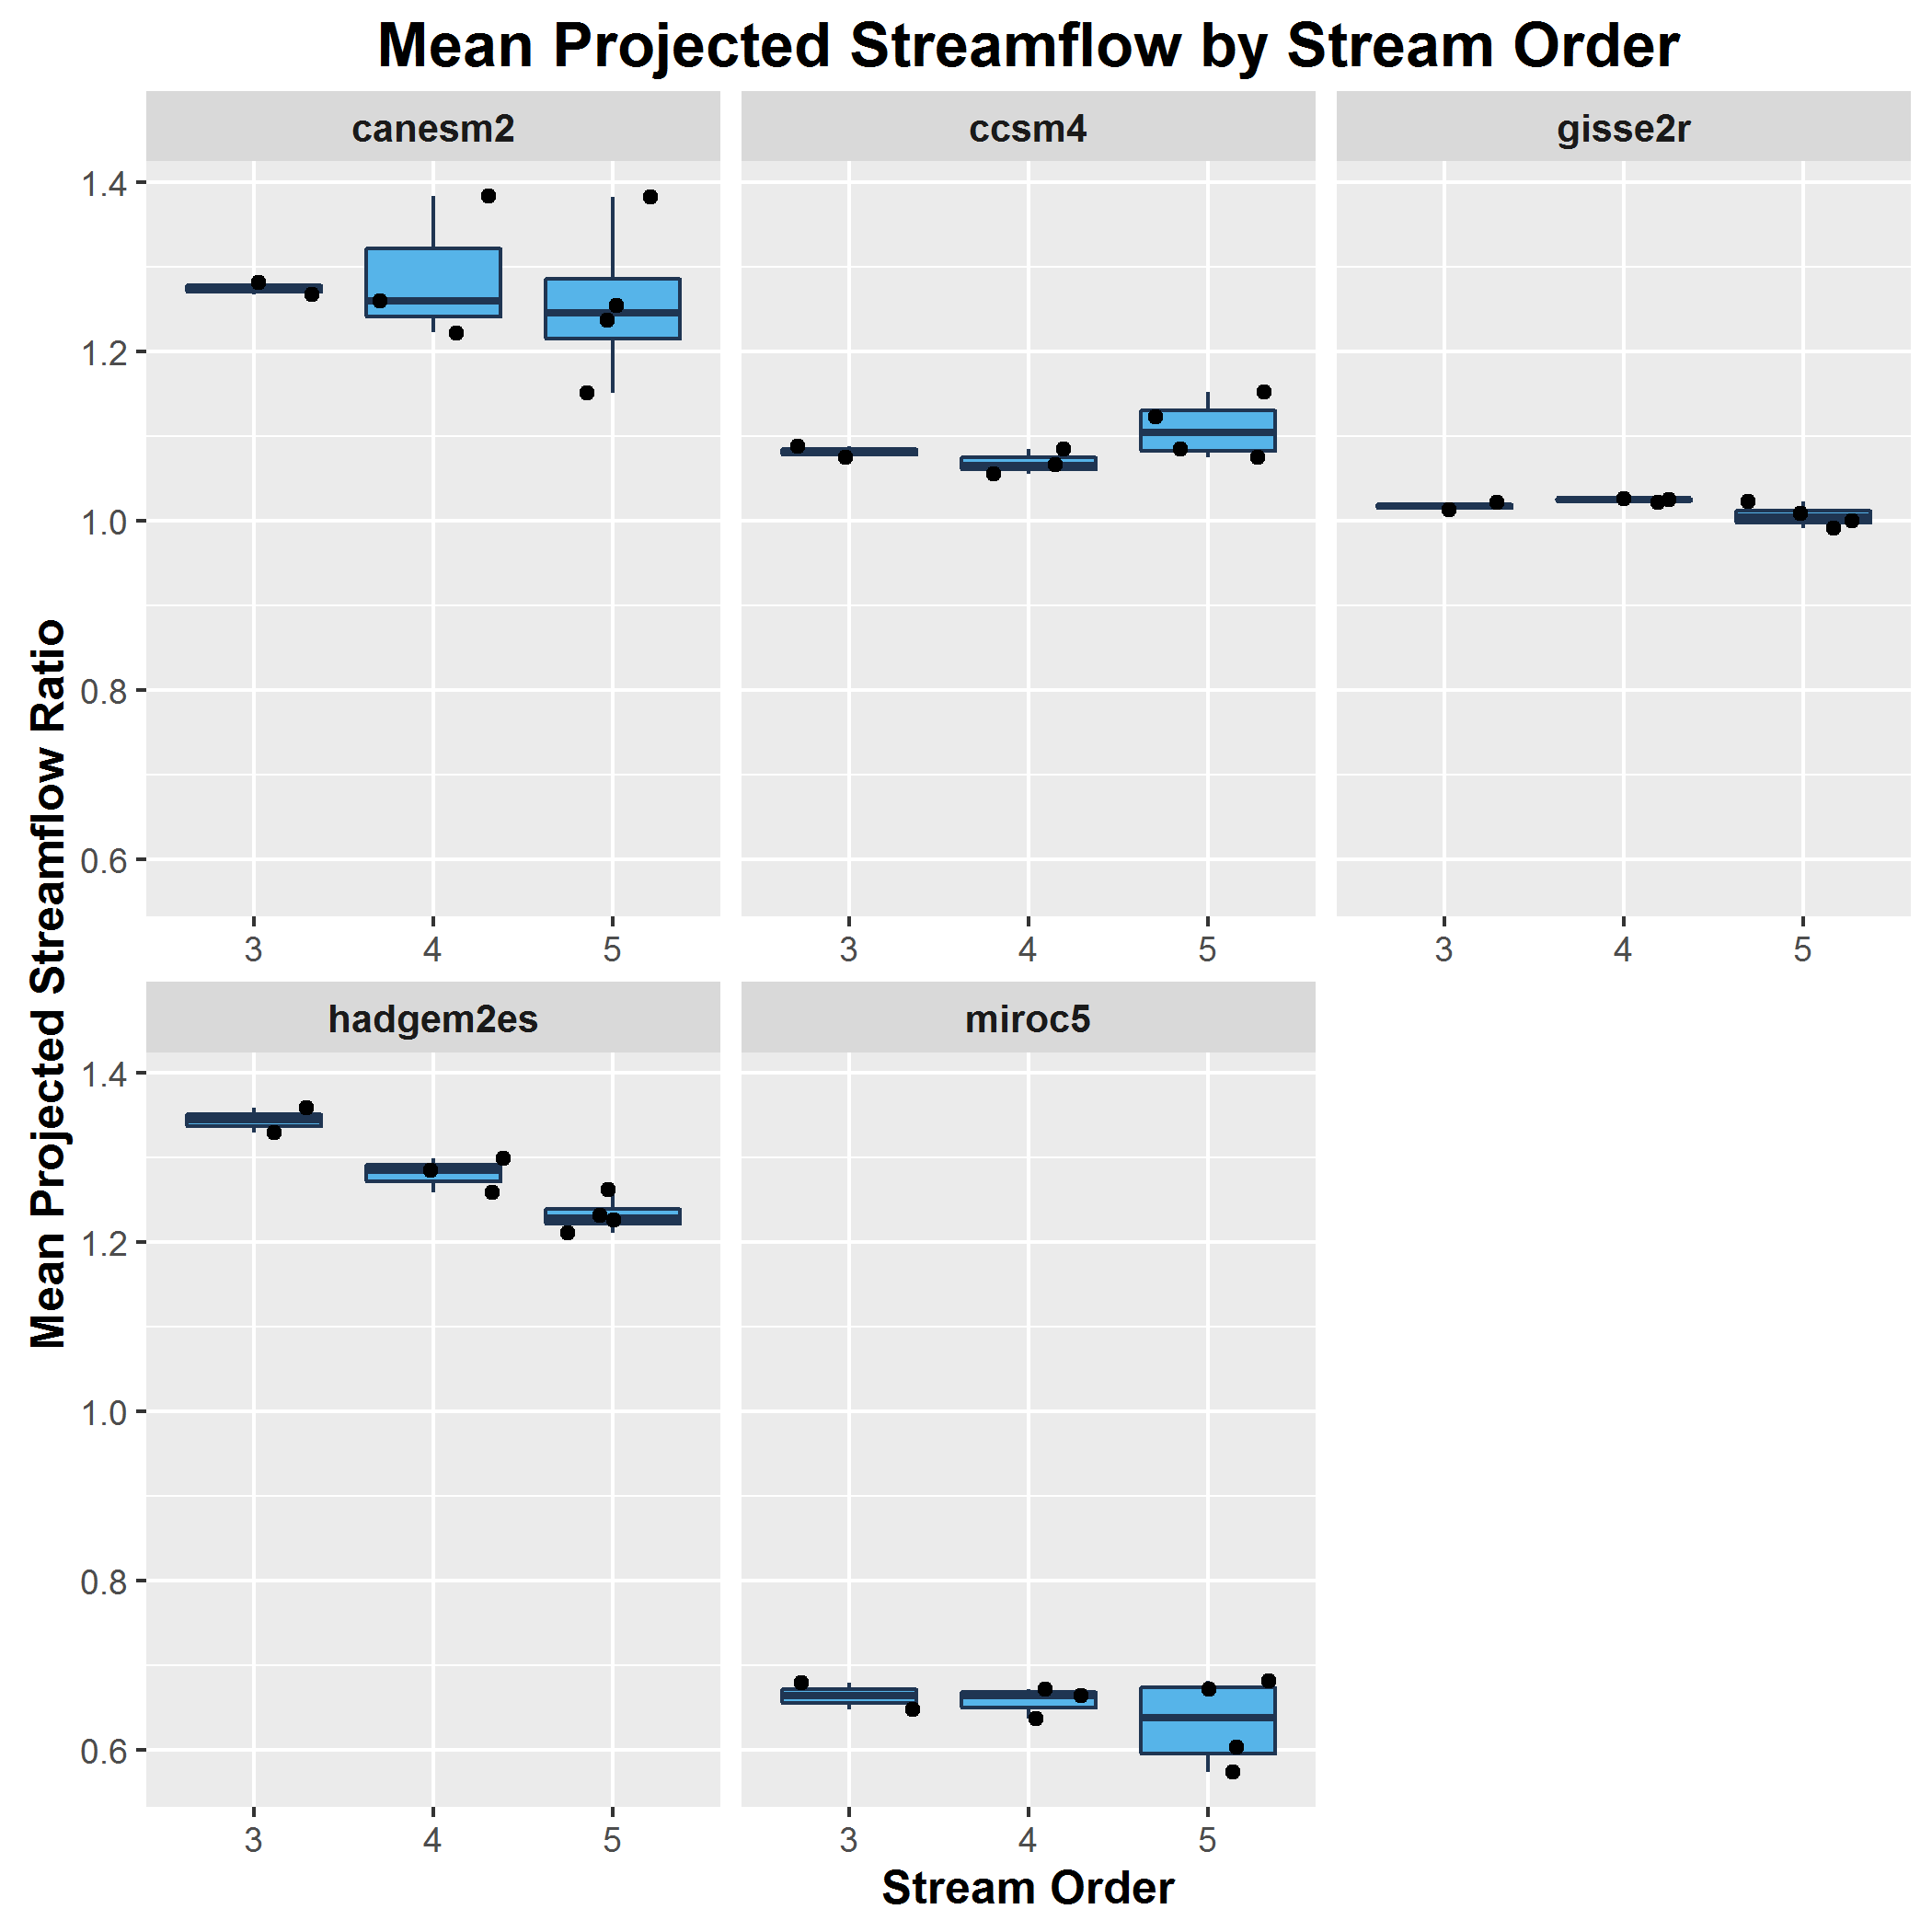 Mean Projected Streamflow by Stream Order
canesm2
ccsm4
gisse2r
1.4
1.2
1.0
0.8
0.6
3 4 5
3 4 5
3 4 5
Mean Projected Streamflow Ratio
hadgem2es
miroc5
1.4
1.2
1.0
0.8
0.6
3 4 5
3 4 5
Stream Order